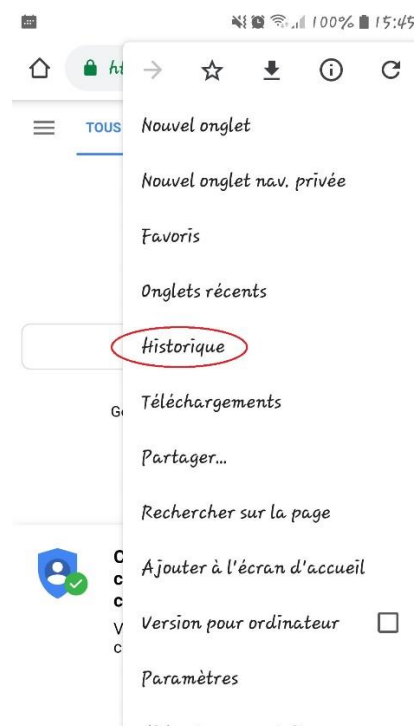 100% 15:45
TOUS
Nouvel onglet
Nouvel onglet nav. privée
Favoris
Onglets récents
Historique
Téléchargements
Partager...
Rechercher sur la page
Ajouter à l'écran d'accueil
Version pour ordinateur
Paramètres